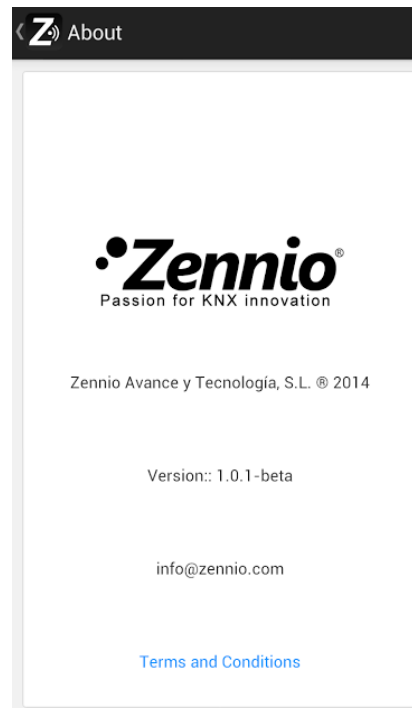 Z About
Zennio®
Passion for KNX innovation
Zennio Avance y Tecnología, S.L. ® 2014
Version:: 1.0.1-beta
info@zennio.com
Terms and Conditions